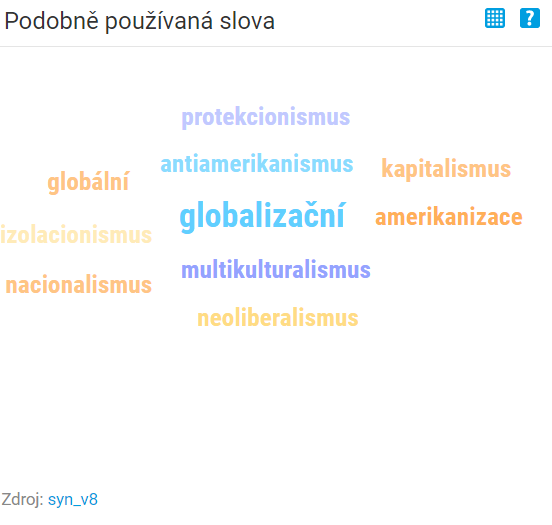 Podobně používaná slova
?
protekcionismus
antiamerikanismus
kapitalismus
globální
globalizační
amerikanizace
izolacionismus
multikulturalismus
nacionalismus
neoliberalismus
Zdroj: syn_v8